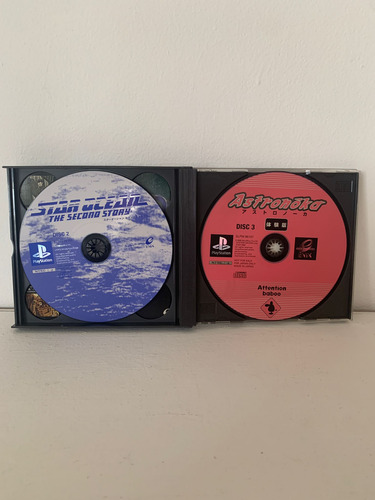 STAR OCEAN
THE SECOND STORY
DISC 2
PlayStation
Astronoka
アストロノーカ
DISC 3
体験版
PlayStation
ENIX
Attention
baboo